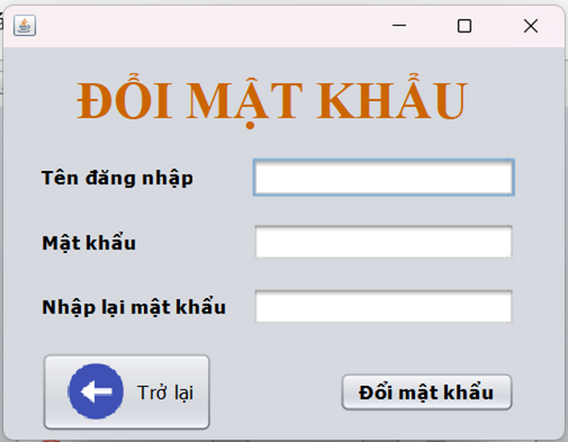 ĐỔI MẬT KHẨU
Tên đăng nhập
Mật khẩu
Nhập lại mật khẩu
Trở lại
Đổi mật khẩu